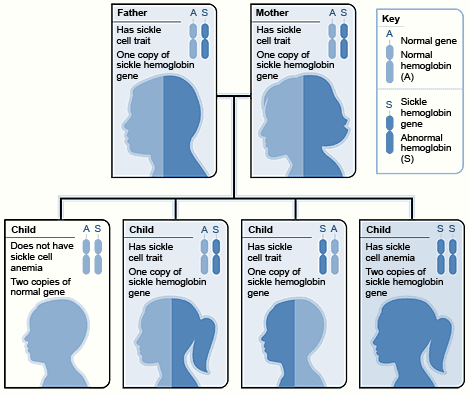 Father
A S
Has sickle
cell trait
One copy of
sickle hemoglobin
gene
Mother
A S
Has sickle
cell trait
One copy of
sickle hemoglobin
gene
Key
A
Normal gene
Normal
hemoglobin
(A)
S
Sickle
hemoglobin
gene
Abnormal
hemoglobin
(S)
Child
A S
Does not have
sickle cell
anemia
Two copies of
normal gene
Child
A S
Has sickle
cell trait
One copy of
sickle hemoglobin
gene
Child
S A
Has sickle
cell trait
One copy of
sickle hemoglobin
gene
Child
S S
Has sickle
cell anemia
Two copies of
sickle hemoglobin
gene